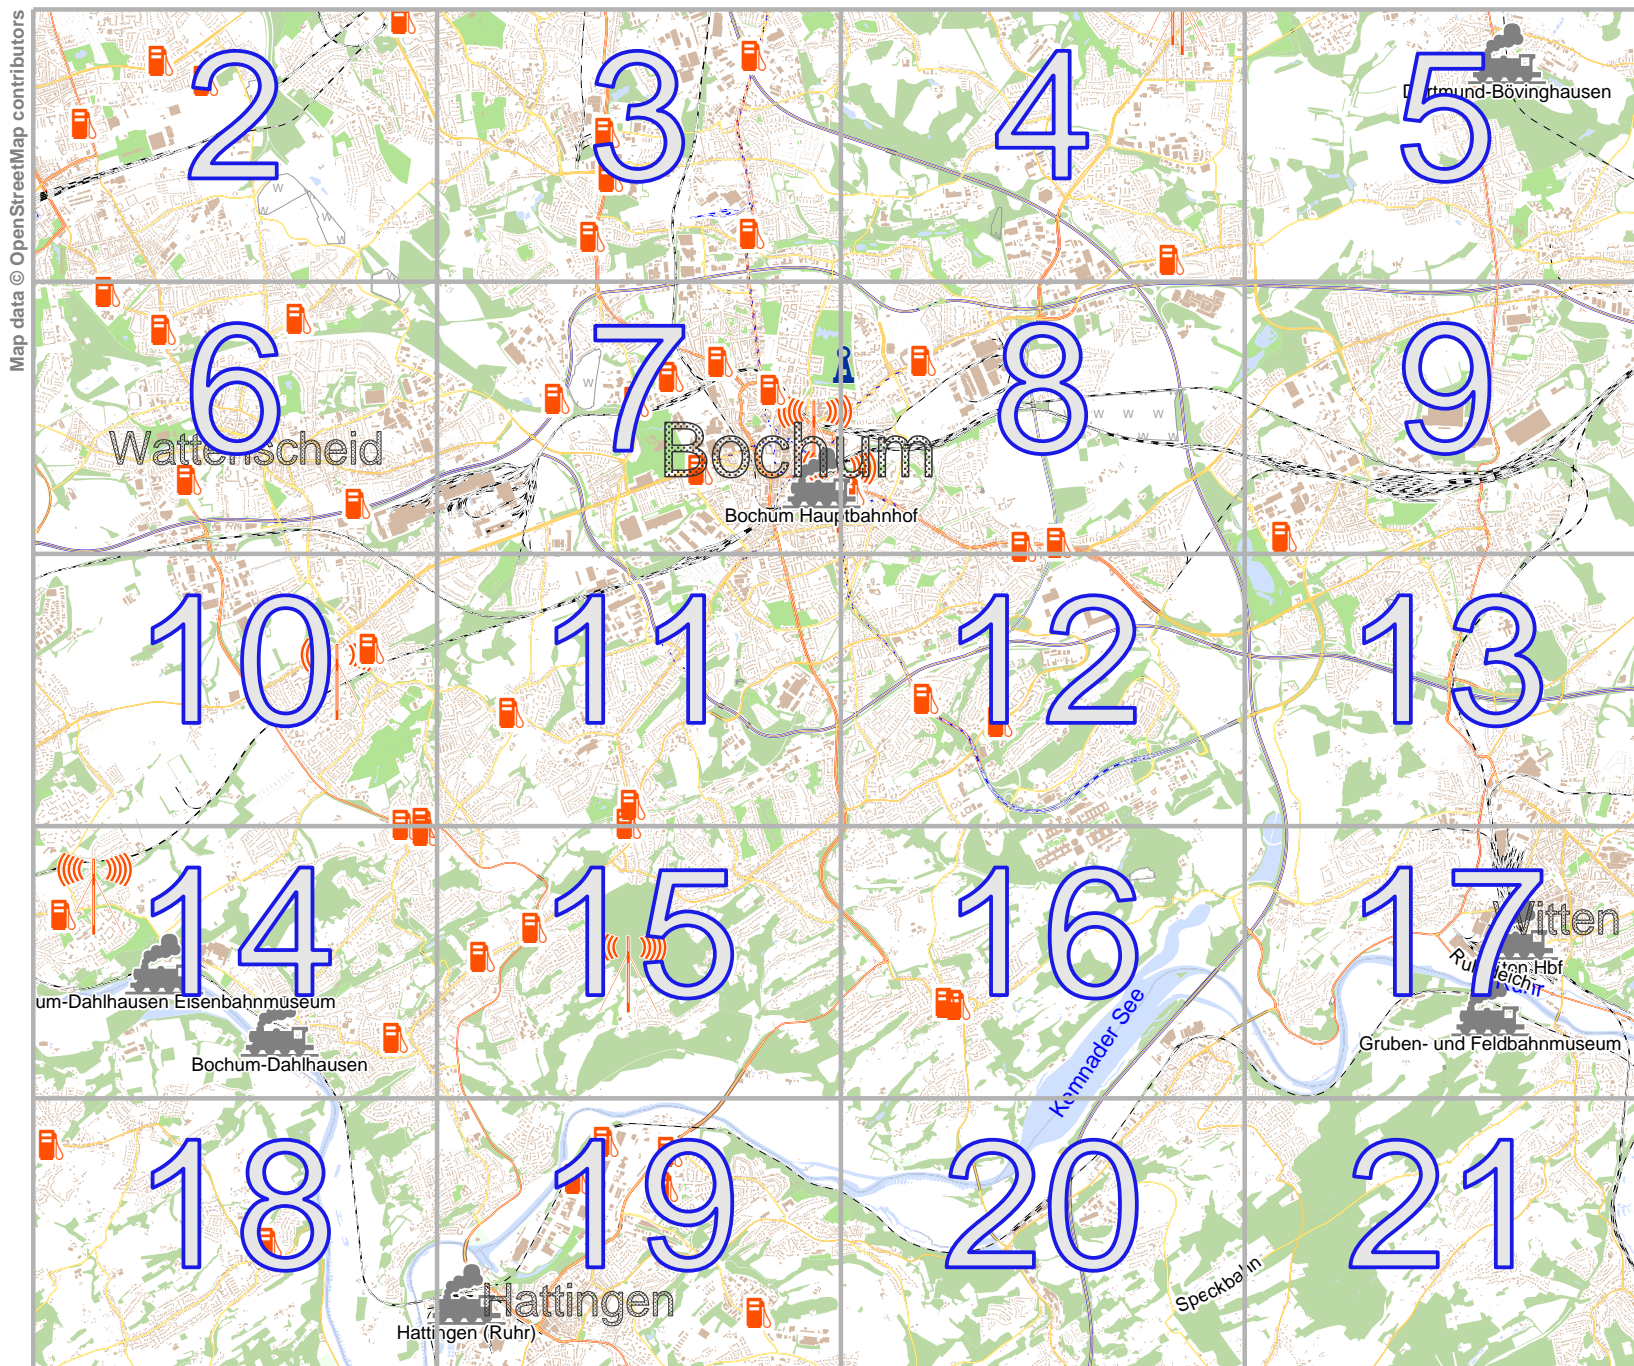 Map data © OpenStreetMap contributors
2
3
4
5
Dortmund-Bövinghausen
6
7
8
9
Wattenscheid
Bochum
Bochum Hauptbahnhof
10
11
12
13
14
15
16
17
Witten
Hbf
Ruhr
um-Dahlhausen Eisenbahnmuseum
Bochum-Dahlhausen
Kemnader See
Gruben- und Feldbahnmuseum
18
19
20
21
Speckbahn
Hattingen
Hattingen (Ruhr)
W
W
W
W
W
W
W
W
W
W